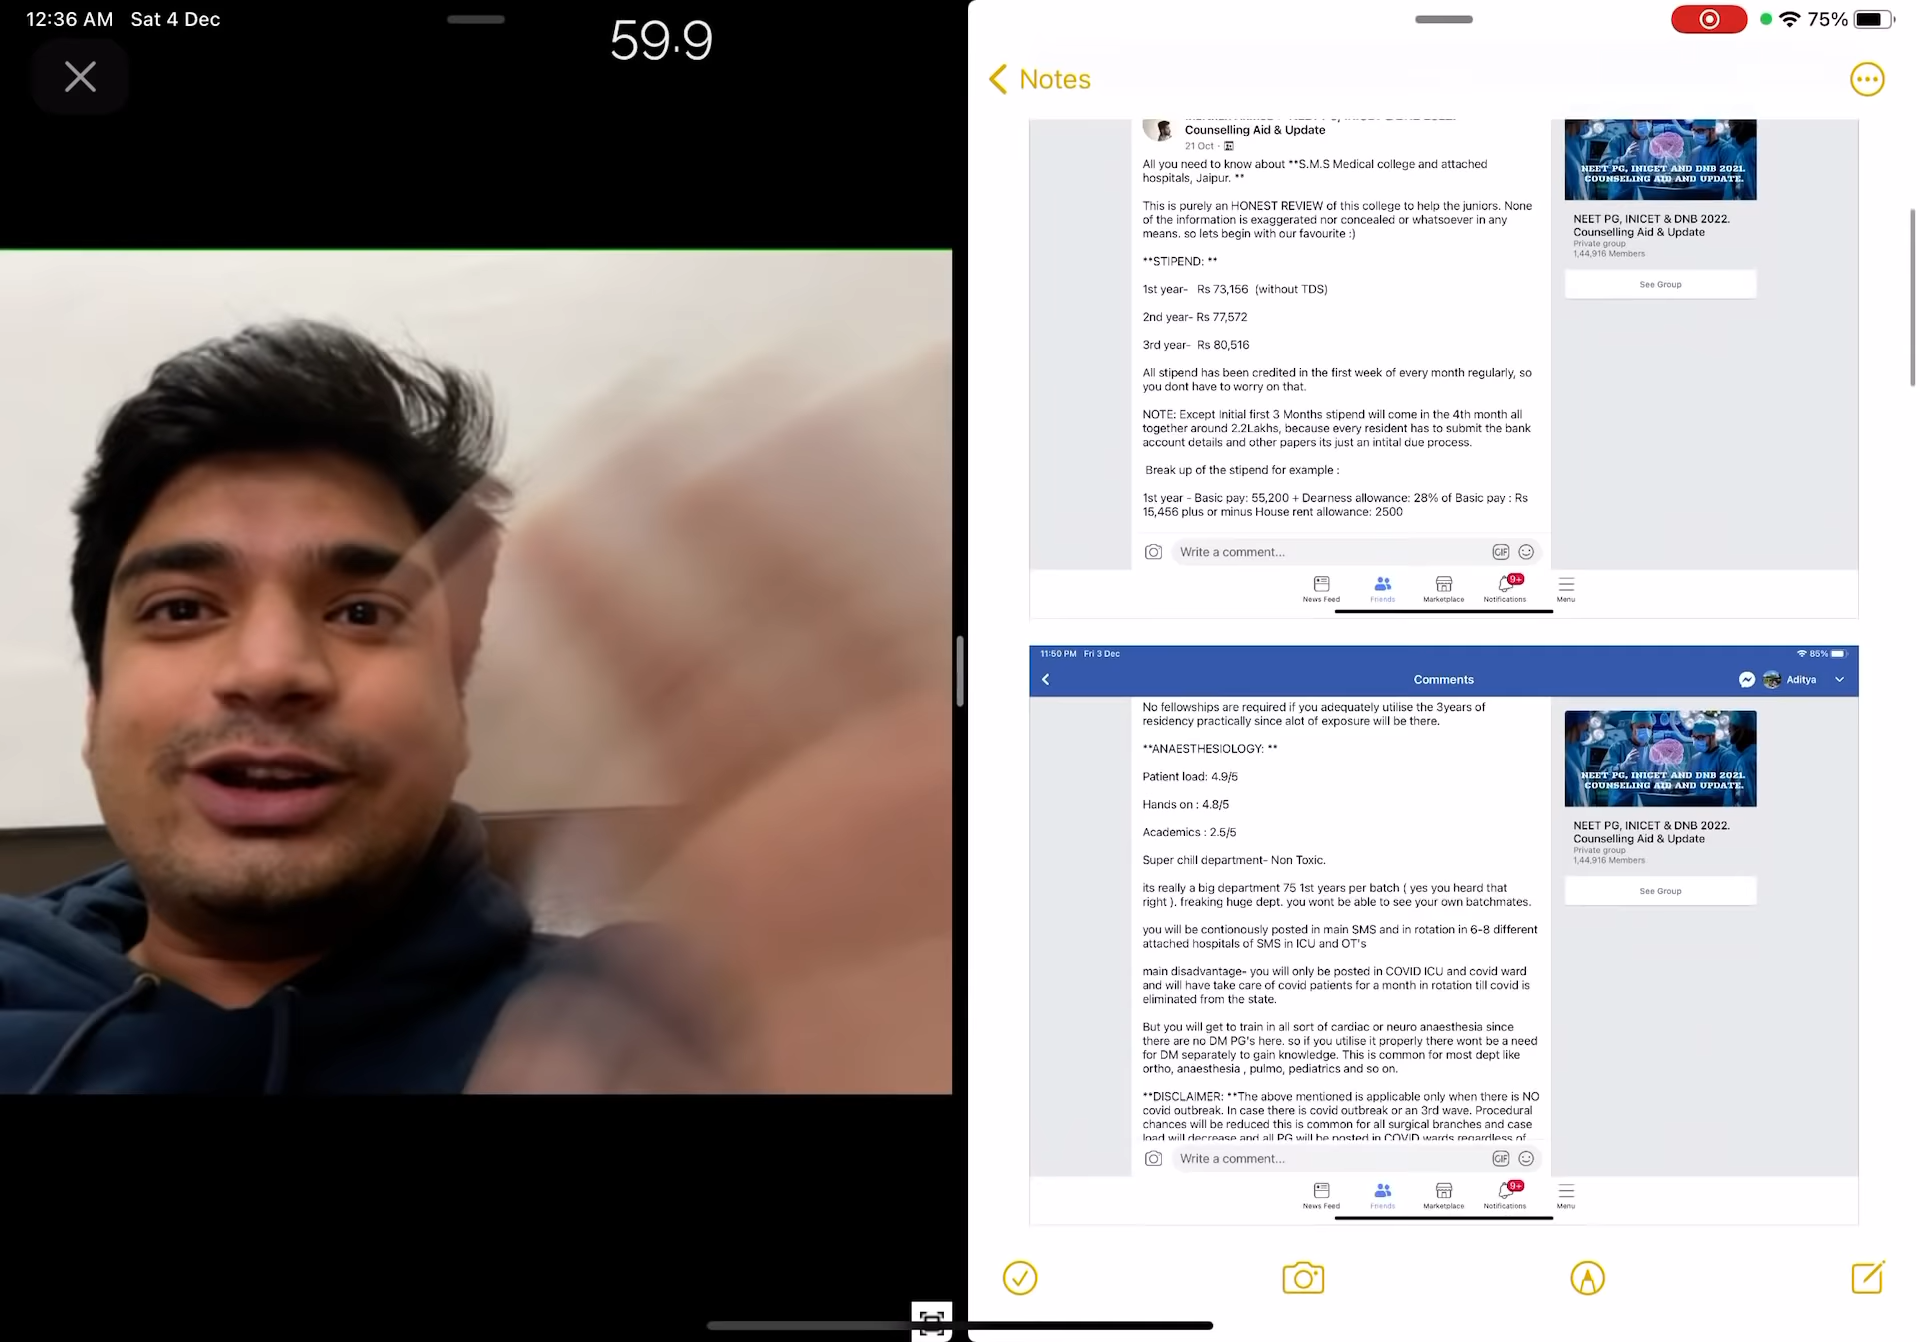 12:36 AM Sat 4 Dec
59.9
75%
Notes
Counselling Aid & Update
21 Oct ·
All you need to know about **S.M.S Medical college and attached
hospitals, Jaipur. **
This is purely an HONEST REVIEW of this college to help the juniors. None
of the information is exaggerated nor concealed or whatsoever in any
means. so lets begin with our favourite :)
**STIPEND: **
1st year- Rs 73,156 (without TDS)
2nd year- Rs 77,572
3rd year- Rs 80,516
All stipend has been credited in the first week of every month regularly, so
you dont have to worry on that.
NOTE: Except Initial first 3 Months stipend will come in the 4th month all
together around 2.2Lakhs, because every resident has to submit the bank
account details and other papers its just an intital due process.
Break up of the stipend for example :
1st year - Basic pay: 55,200 + Dearness allowance: 28% of Basic pay : Rs
15,456 plus or minus House rent allowance: 2500
Write a comment...
GIF
NEET PG, INICET AND DNB 2021.
COUNSELING AID AND UPDATE.
NEET PG, INICET & DNB 2022.
Counselling Aid & Update
Private group
1,44,916 Members
See Group
9+
News Feed Friends Marketplace Notifications Menu
11:50 PM Fri 3 Dec
85%
Comments
Aditya
No fellowships are required if you adequately utilise the 3years of
residency practically since alot of exposure will be there.
**ANAESTHESIOLOGY: **
Patient load: 4.9/5
Hands on : 4.8/5
Academics : 2.5/5
Super chill department- Non Toxic.
its really a big department 75 1st years per batch ( yes you heard that
right ). freaking huge dept. you wont be able to see your own batchmates.
you will be contionously posted in main SMS and in rotation in 6-8 different
attached hospitals of SMS in ICU and OT's
main disadvantage- you will only be posted in COVID ICU and covid ward
and will have take care of covid patients for a month in rotation till covid is
eliminated from the state.
But you will get to train in all sort of cardiac or neuro anaesthesia since
there are no DM PG's here. so if you utilise it properly there wont be a need
for DM separately to gain knowledge. This is common for most dept like
ortho, anaesthesia , pulmo, pediatrics and so on.
**DISCLAIMER: **The above mentioned is applicable only when there is NO
covid outbreak. In case there is covid outbreak or an 3rd wave. Procedural
chances will be reduced this is common for all surgical branches and case
load will decrease and all PG will be posted in COVID wards regardless of
Write a comment...
GIF
NEET PG, INICET AND DNB 2021.
COUNSELING AID AND UPDATE.
NEET PG, INICET & DNB 2022.
Counselling Aid & Update
Private group
1,44,916 Members
See Group
9+
News Feed Friends Marketplace Notifications Menu